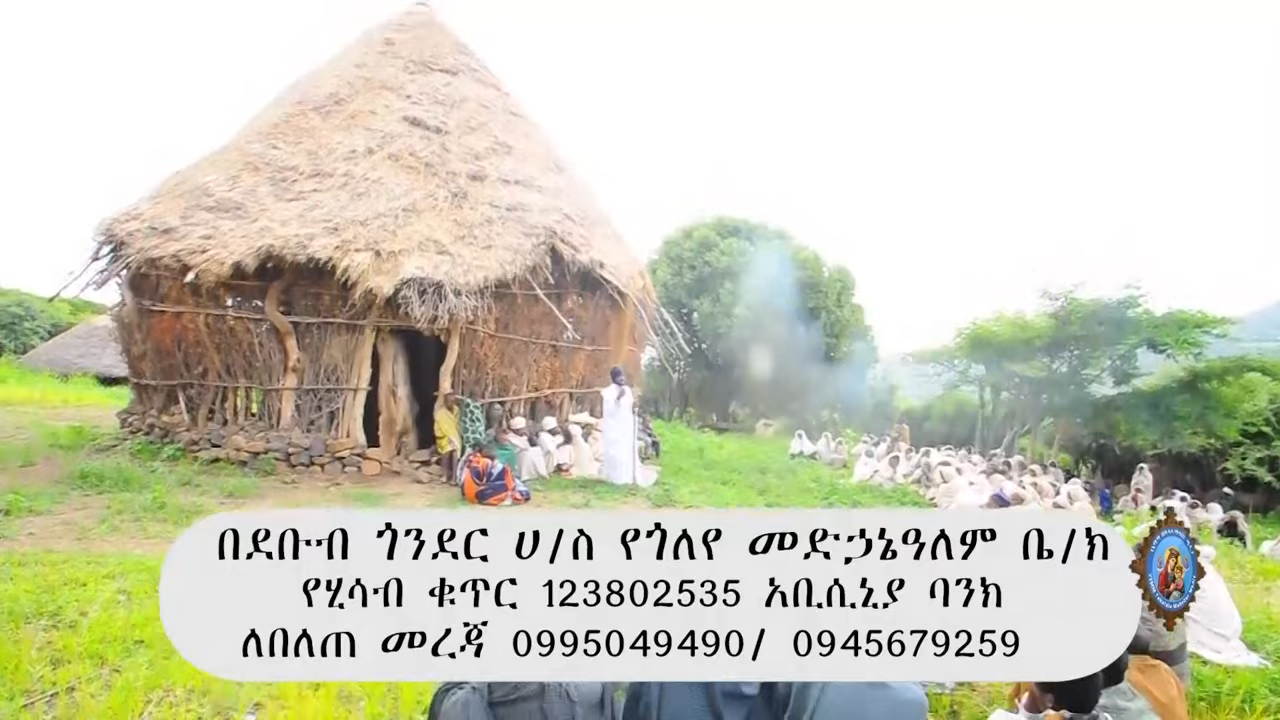 በደቡብ ጎንደር ሀ/ስ የጎለየ መድኃኔዓለም ቤ/ክ
የሂሳብ ቁጥር 123802535 አቢሲኒያ ባንክ
ለበለጠ መረጃ 0995049490/ 0945679259